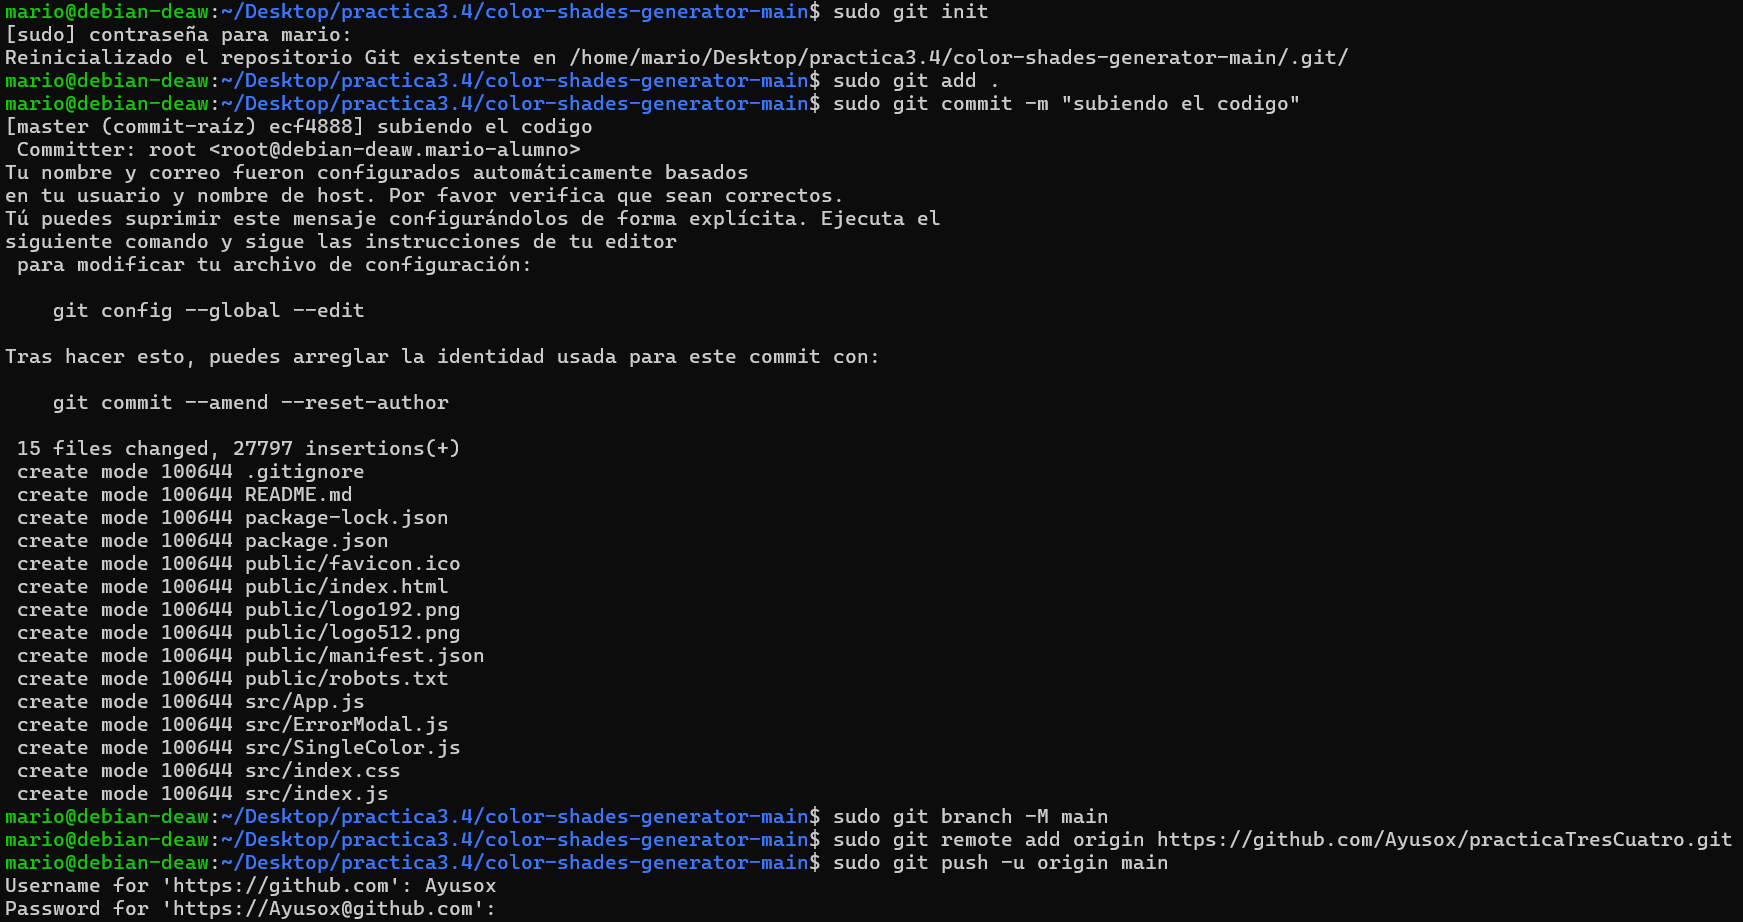 mario@debian-deaw:~/Desktop/practica3.4/color-shades-generator-main$ sudo git init
[sudo] contraseña para mario:
Reinicializado el repositorio Git existente en /home/mario/Desktop/practica3.4/color-shades-generator-main/.git/
mario@debian-deaw:~/Desktop/practica3.4/color-shades-generator-main$ sudo git add .
mario@debian-deaw:~/Desktop/practica3.4/color-shades-generator-main$ sudo git commit -m "subiendo el codigo"
[master (commit-raíz) ecf4888] subiendo el codigo
 Committer: root <root@debian-deaw.mario-alumno>
Tu nombre y correo fueron configurados automáticamente basados
en tu usuario y nombre de host. Por favor verifica que sean correctos.
Tú puedes suprimir este mensaje configurándolos de forma explícita. Ejecuta el
siguiente comando y sigue las instrucciones de tu editor
 para modificar tu archivo de configuración:

    git config --global --edit

Tras hacer esto, puedes arreglar la identidad usada para este commit con:

    git commit --amend --reset-author

 15 files changed, 27797 insertions(+)
 create mode 100644 .gitignore
 create mode 100644 README.md
 create mode 100644 package-lock.json
 create mode 100644 package.json
 create mode 100644 public/favicon.ico
 create mode 100644 public/index.html
 create mode 100644 public/logo192.png
 create mode 100644 public/logo512.png
 create mode 100644 public/manifest.json
 create mode 100644 public/robots.txt
 create mode 100644 src/App.js
 create mode 100644 src/ErrorModal.js
 create mode 100644 src/SingleColor.js
 create mode 100644 src/index.css
 create mode 100644 src/index.js
mario@debian-deaw:~/Desktop/practica3.4/color-shades-generator-main$ sudo git branch -M main
mario@debian-deaw:~/Desktop/practica3.4/color-shades-generator-main$ sudo git remote add origin https://github.com/Ayusox/practicaTresCuatro.git
mario@debian-deaw:~/Desktop/practica3.4/color-shades-generator-main$ sudo git push -u origin main
Username for 'https://github.com': Ayusox
Password for 'https://Ayusox@github.com':